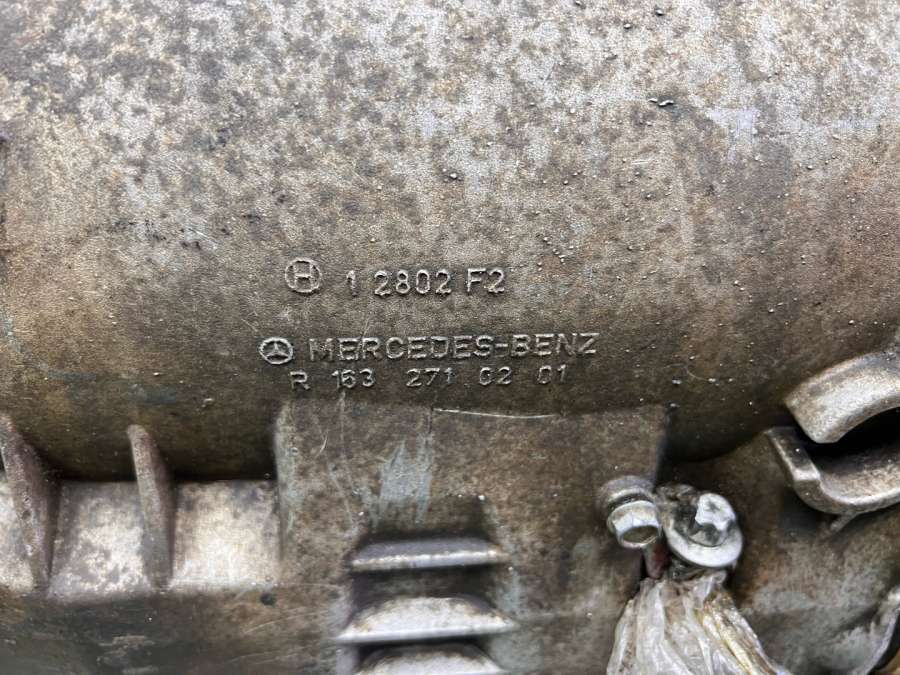 H 1 2802 F2
MERCEDES-BENZ
R 163 271 02 01